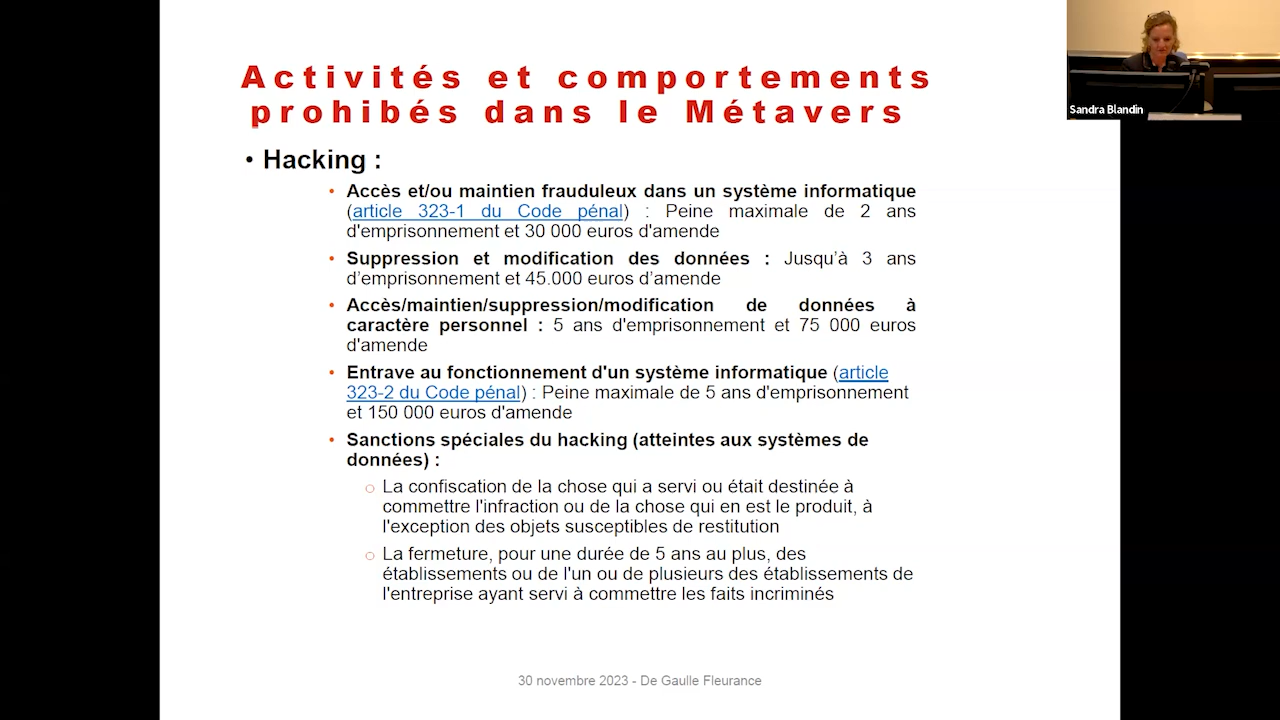 Activités et comportements
prohibés dans le Métavers
• Hacking :
• Accès et/ou maintien frauduleux dans un système informatique
(article 323-1 du Code pénal) : Peine maximale de 2 ans
d'emprisonnement et 30 000 euros d'amende
• Suppression et modification des données : Jusqu’à 3 ans
d’emprisonnement et 45.000 euros d’amende
• Accès/maintien/suppression/modification de données à
caractère personnel : 5 ans d'emprisonnement et 75 000 euros
d'amende
• Entrave au fonctionnement d'un système informatique (article
323-2 du Code pénal) : Peine maximale de 5 ans d'emprisonnement
et 150 000 euros d'amende
• Sanctions spéciales du hacking (atteintes aux systèmes de
données) :
○ La confiscation de la chose qui a servi ou était destinée à
commettre l'infraction ou de la chose qui en est le produit, à
l'exception des objets susceptibles de restitution
○ La fermeture, pour une durée de 5 ans au plus, des
établissements ou de l'un ou de plusieurs des établissements de
l'entreprise ayant servi à commettre les faits incriminés
30 novembre 2023 - De Gaulle Fleurance
Sandra Blandin